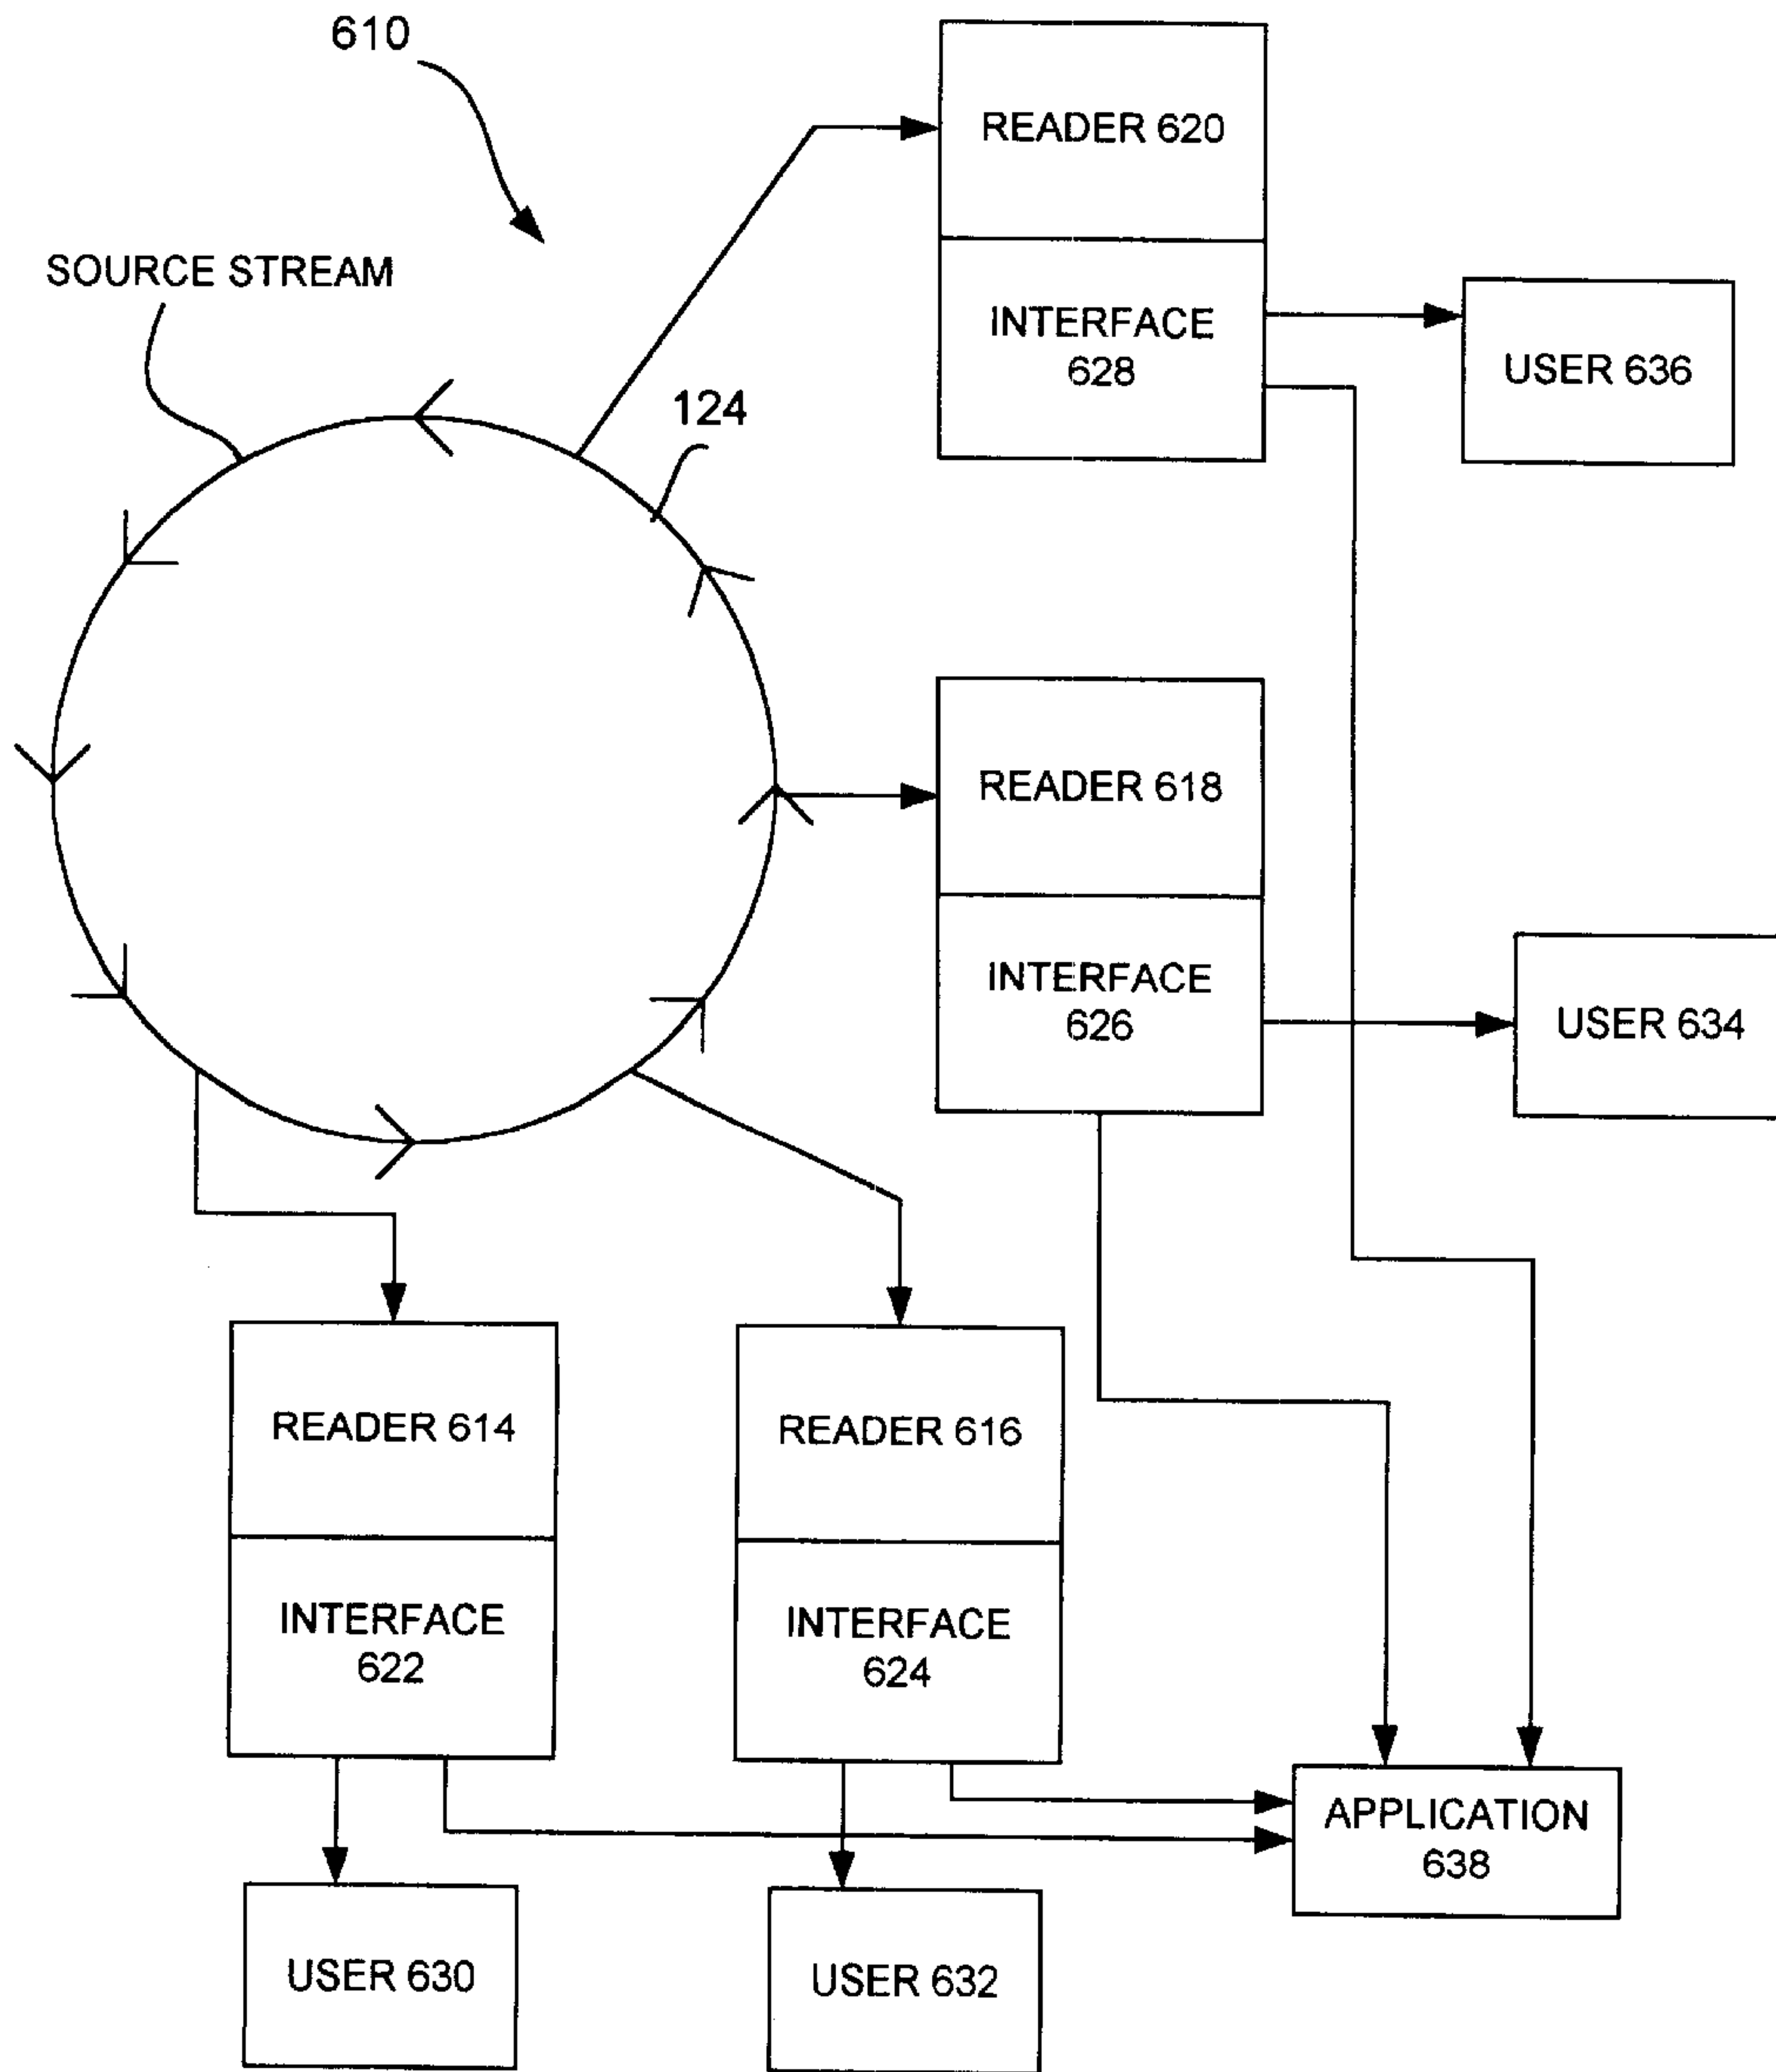 610
READER 620
SOURCE STREAM
INTERFACE
628
USER 636
124
READER 618
INTERFACE
626
USER 634
READER 614
READER 616
INTERFACE
622
INTERFACE
624
APPLICATION
638
USER 630
USER 632